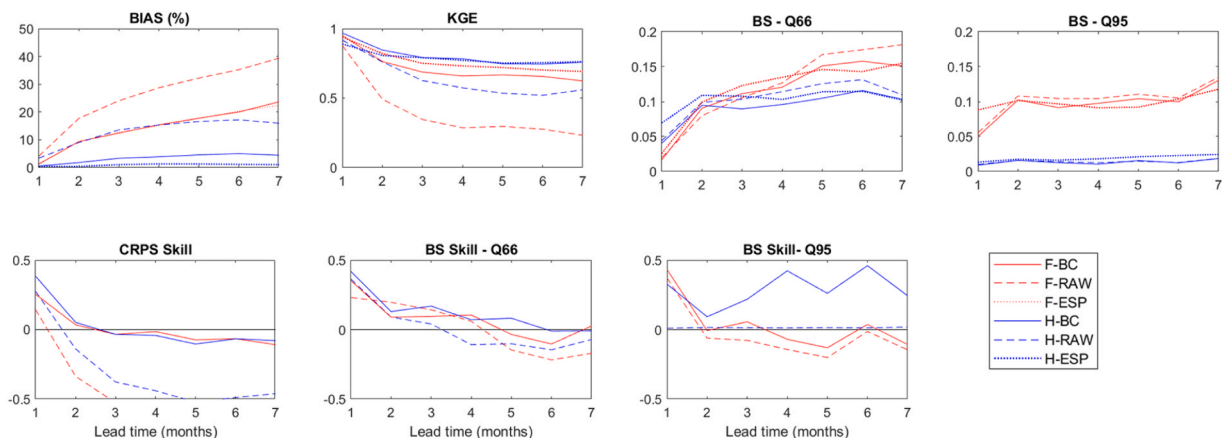 BIAS (%)
50
40
30
20
10
0
1 2 3 4 5 6 7
KGE
1
0.5
0
1 2 3 4 5 6 7
BS - Q66
0.2
0.15
0.1
0.05
0
1 2 3 4 5 6 7
BS - Q95
0.2
0.15
0.1
0.05
0
1 2 3 4 5 6 7
CRPS Skill
0.5
0
-0.5
1 2 3 4 5 6 7
Lead time (months)
BS Skill - Q66
0.5
0
-0.5
1 2 3 4 5 6 7
Lead time (months)
BS Skill- Q95
0.5
0
-0.5
1 2 3 4 5 6 7
Lead time (months)
F-BC
F-RAW
F-ESP
H-BC
H-RAW
H-ESP